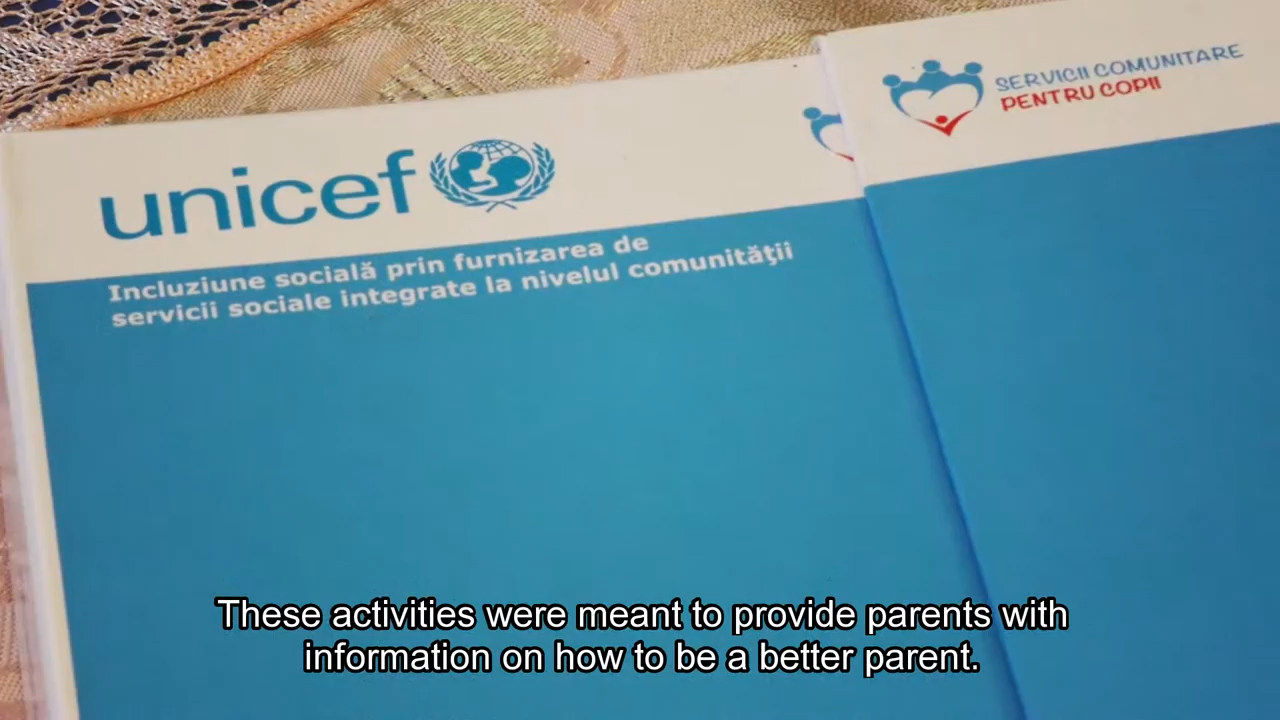 unicef
SERVICII COMUNITARE
PENTRU COPII
Incluziune socială prin furnizarea de
servicii sociale integrate la nivelul comunităţii
These activities were meant to provide parents with
information on how to be a better parent.